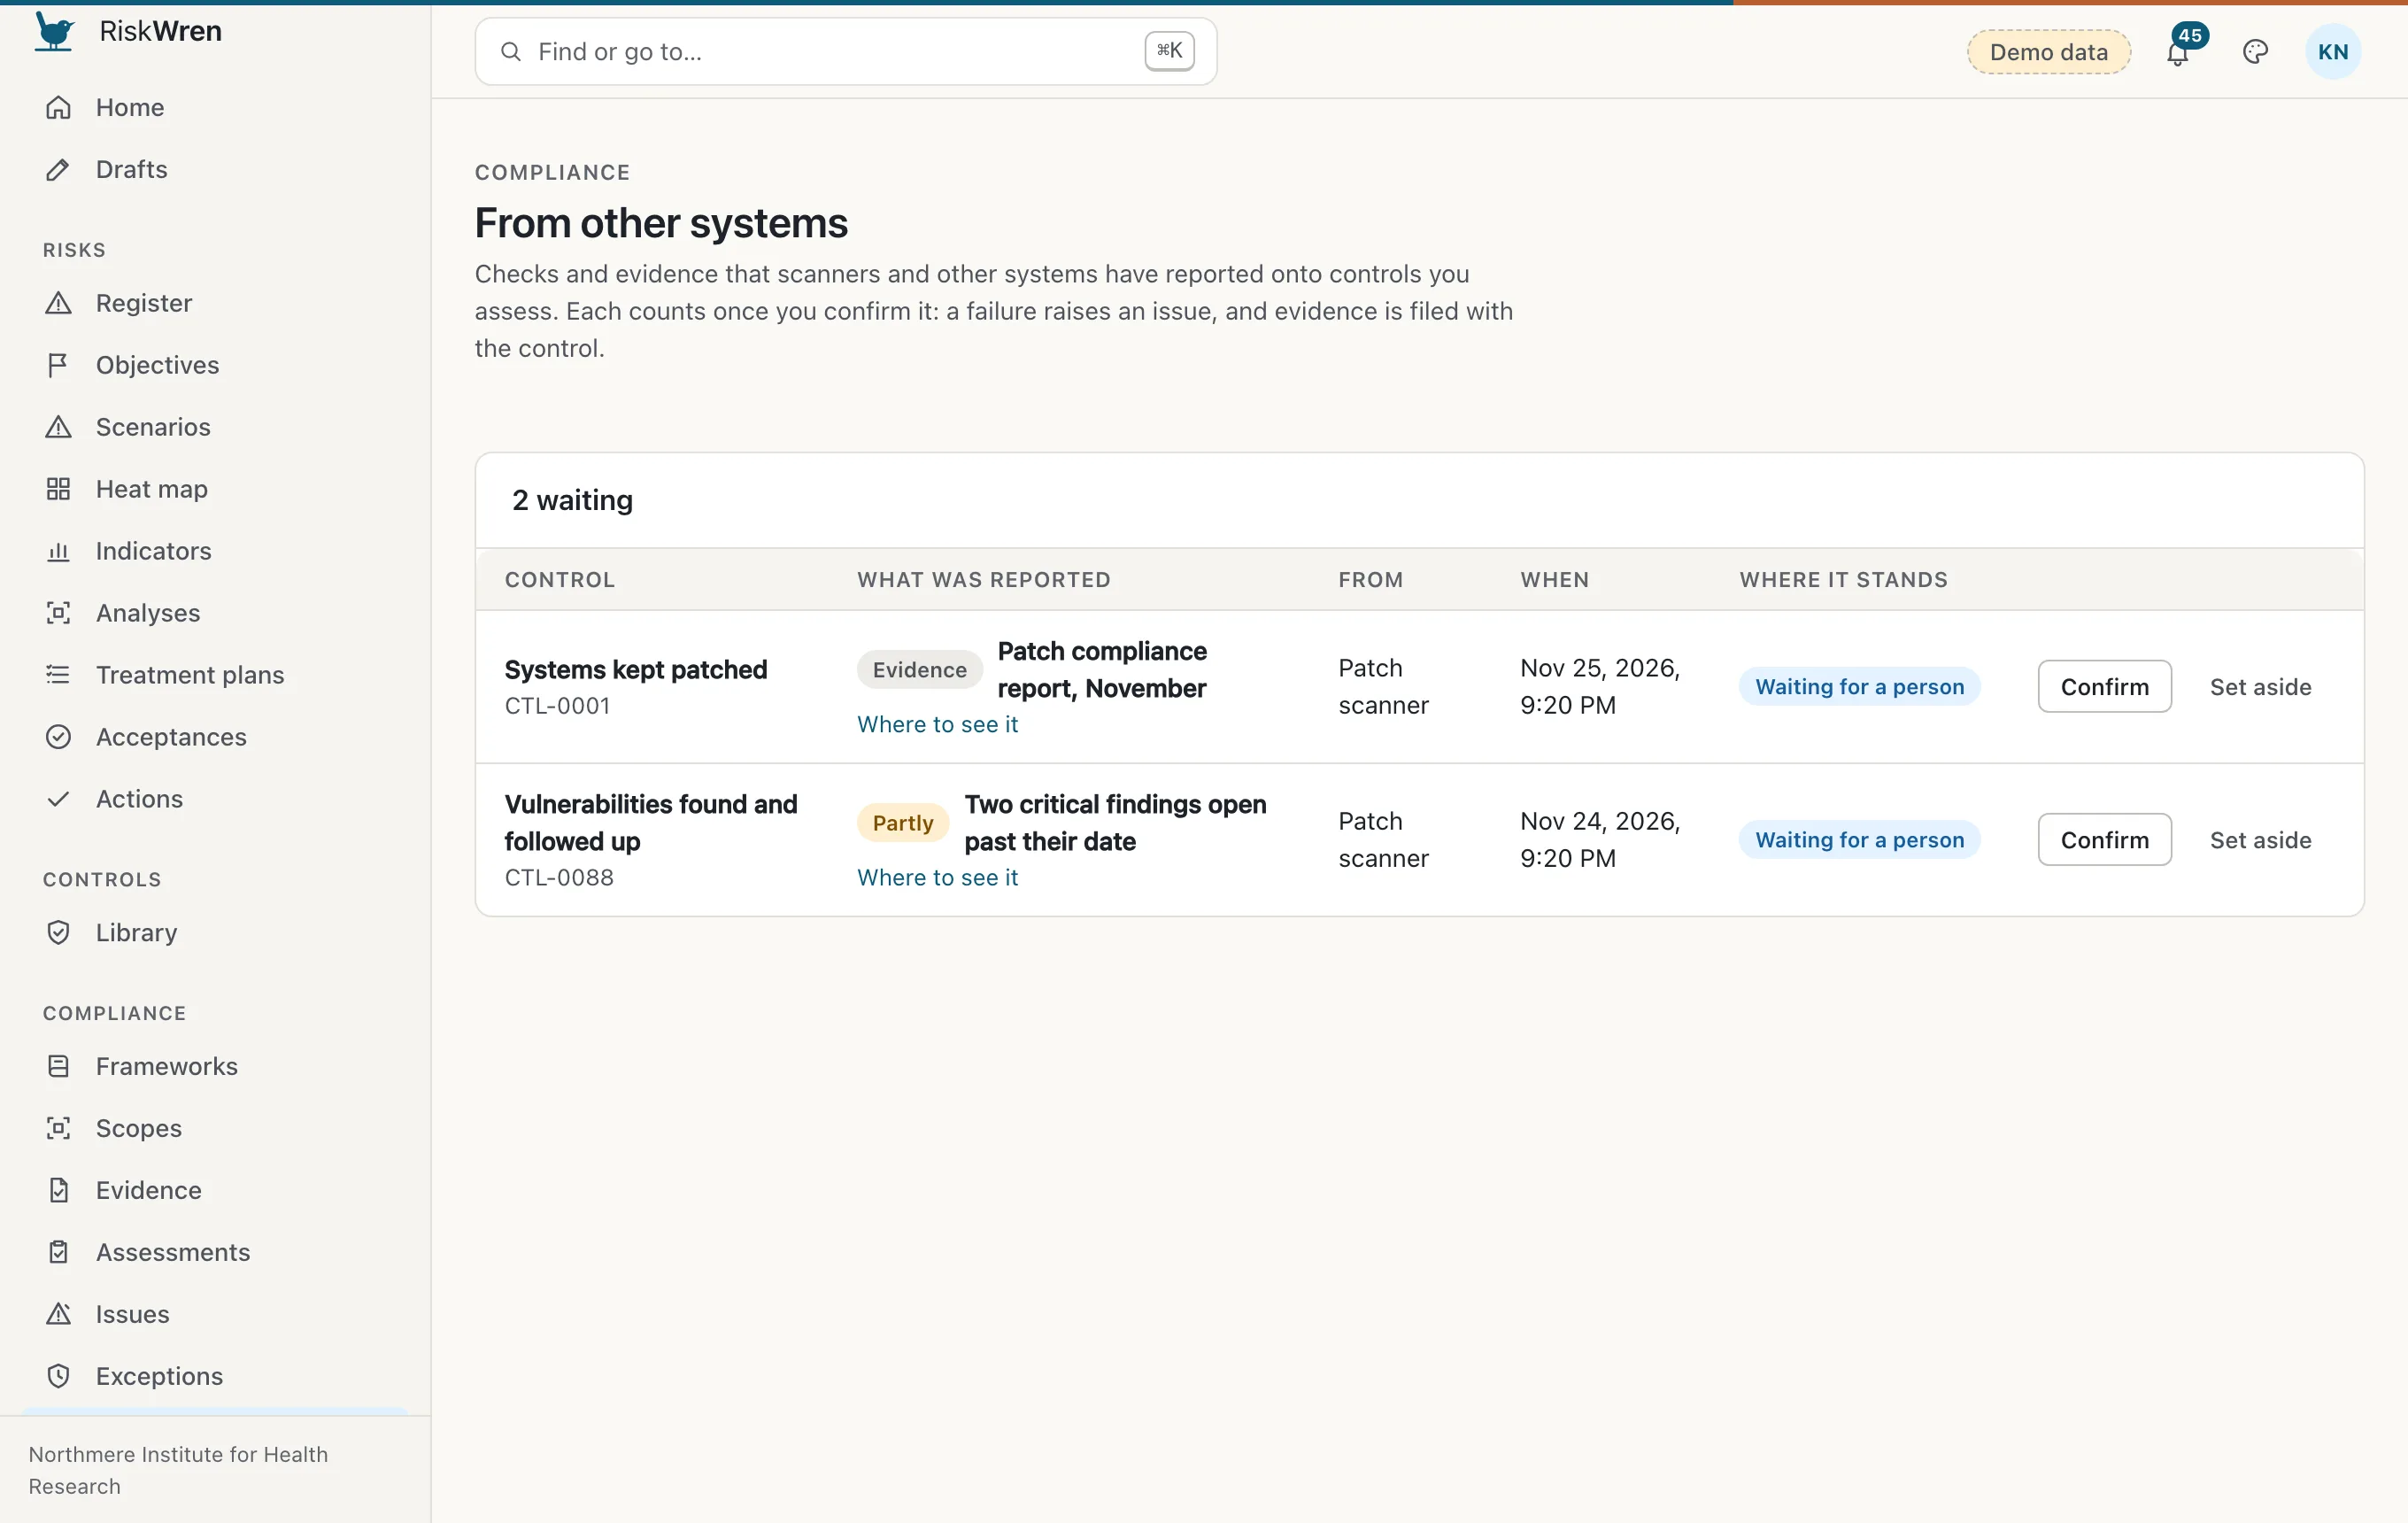 RiskWren
Find or go to...
⌘K
Demo data
45
KN
Home
Drafts
RISKS
Register
Objectives
Scenarios
Heat map
Indicators
Analyses
Treatment plans
Acceptances
Actions
CONTROLS
Library
COMPLIANCE
Frameworks
Scopes
Evidence
Assessments
Issues
Exceptions
Northmere Institute for Health
Research
COMPLIANCE
From other systems
Checks and evidence that scanners and other systems have reported onto controls you
assess. Each counts once you confirm it: a failure raises an issue, and evidence is filed with
the control.
2 waiting
CONTROL WHAT WAS REPORTED FROM WHEN WHERE IT STANDS
Systems kept patched
CTL-0001
Evidence
Patch compliance
report, November
Where to see it
Patch
scanner
Nov 25, 2026,
9:20 PM
Waiting for a person
Confirm
Set aside
Vulnerabilities found and
followed up
CTL-0088
Partly
Two critical findings open
past their date
Where to see it
Patch
scanner
Nov 24, 2026,
9:20 PM
Waiting for a person
Confirm
Set aside